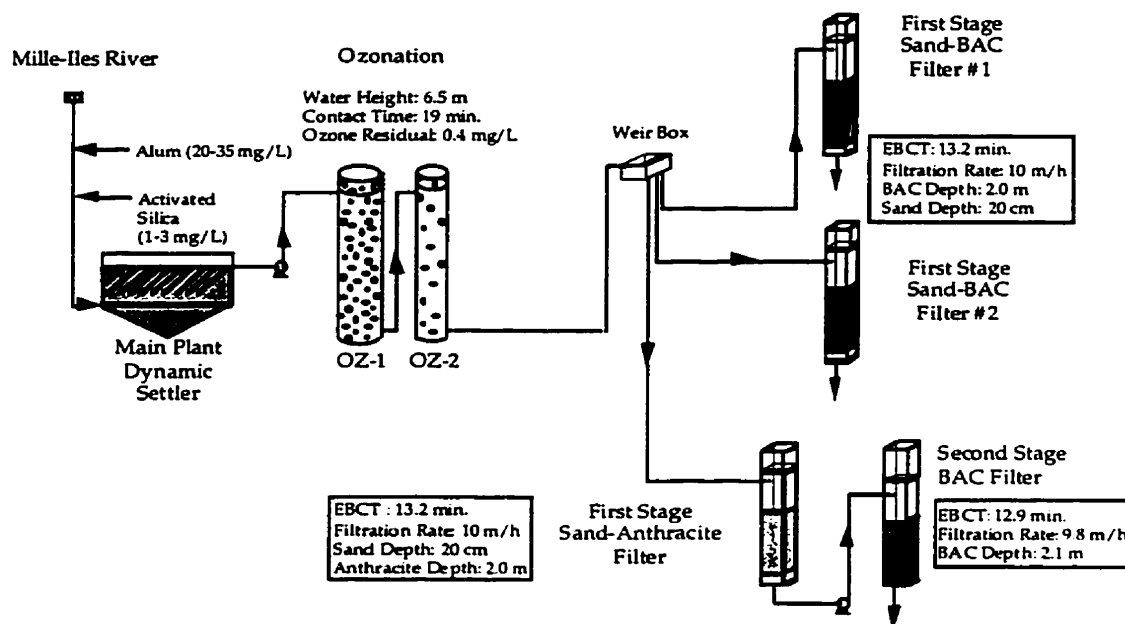 Mille-Iles River
Alum (20-35 mg/L)
Activated
Silica
(1-3 mg/L)
Main Plant
Dynamic
Settler
Ozonation
Water Height: 6.5 m
Contact Time: 19 min.
Ozone Residual: 0.4 mg/L
OZ-1
OZ-2
Weir Box
First Stage
Sand-BAC
Filter #1
EBCT: 13.2 min.
Filtration Rate: 10 m/h
BAC Depth: 2.0 m
Sand Depth: 20 cm
First Stage
Sand-BAC
Filter #2
EBCT : 13.2 min.
Filtration Rate: 10 m/h
Sand Depth: 20 cm
Anthracite Depth: 2.0 m
First Stage
Sand-Anthracite
Filter
Second Stage
BAC Filter
EBCT: 12.9 min.
Filtration Rate: 9.8 m/h
BAC Depth: 2.1 m